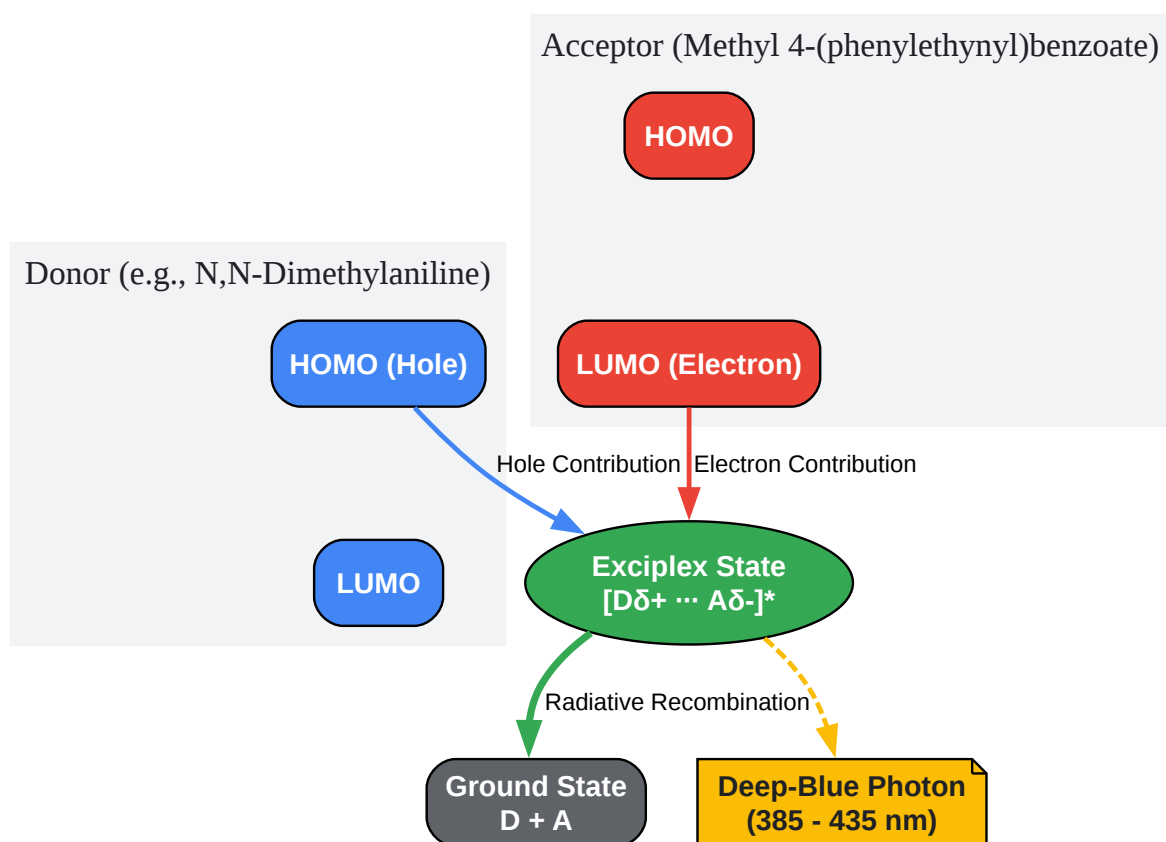 Acceptor (Methyl 4-(phenylethynyl)benzoate)
HOMO
Donor (e.g., N,N-Dimethylaniline)
HOMO (Hole)
LUMO (Electron)
Hole Contribution
Electron Contribution
LUMO
Exciplex State
[Dδ+ ··· Aδ-]*
Radiative Recombination
Ground State
D + A
Deep-Blue Photon
(385 - 435 nm)